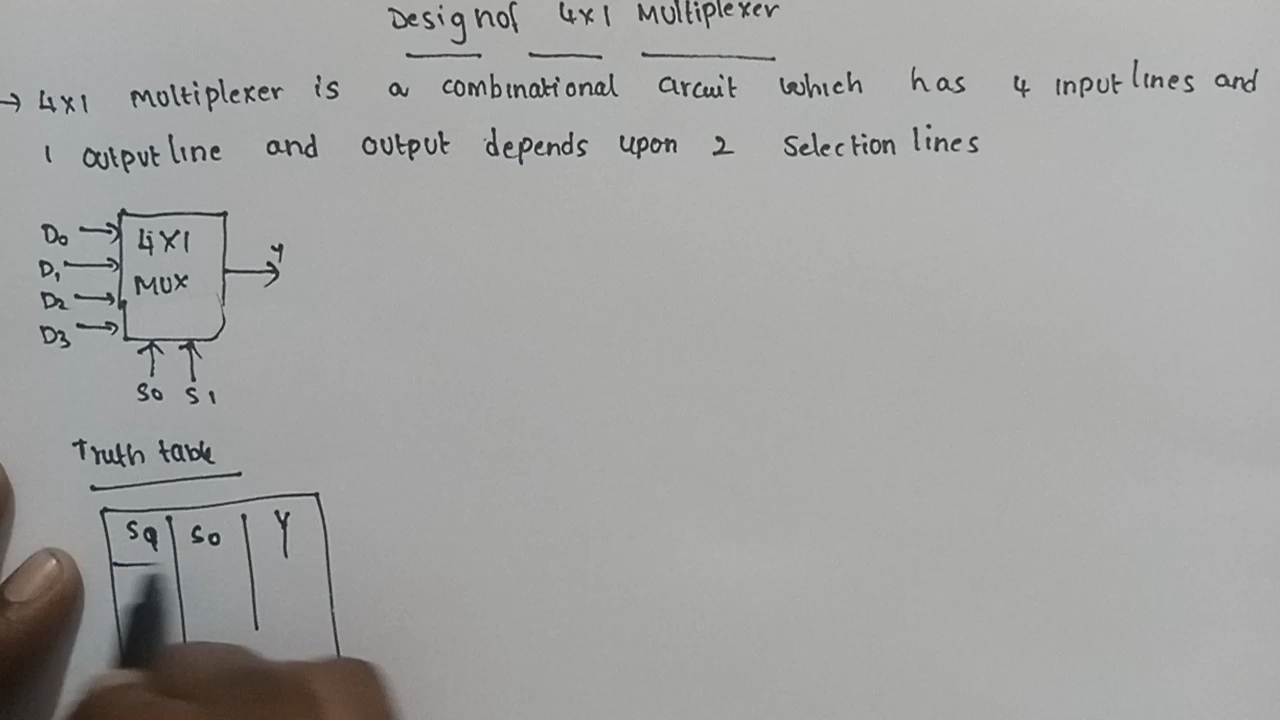 Design of 4x1 Multiplexer
→ 4x1 Moltiplexer is a combinational circuit which has 4 input lines and
1 output line and output depends upon 2 Selection lines
D0 4x1
D1 MUX Y
D2
D3
S0 S1
Truth table
S1 S0 Y